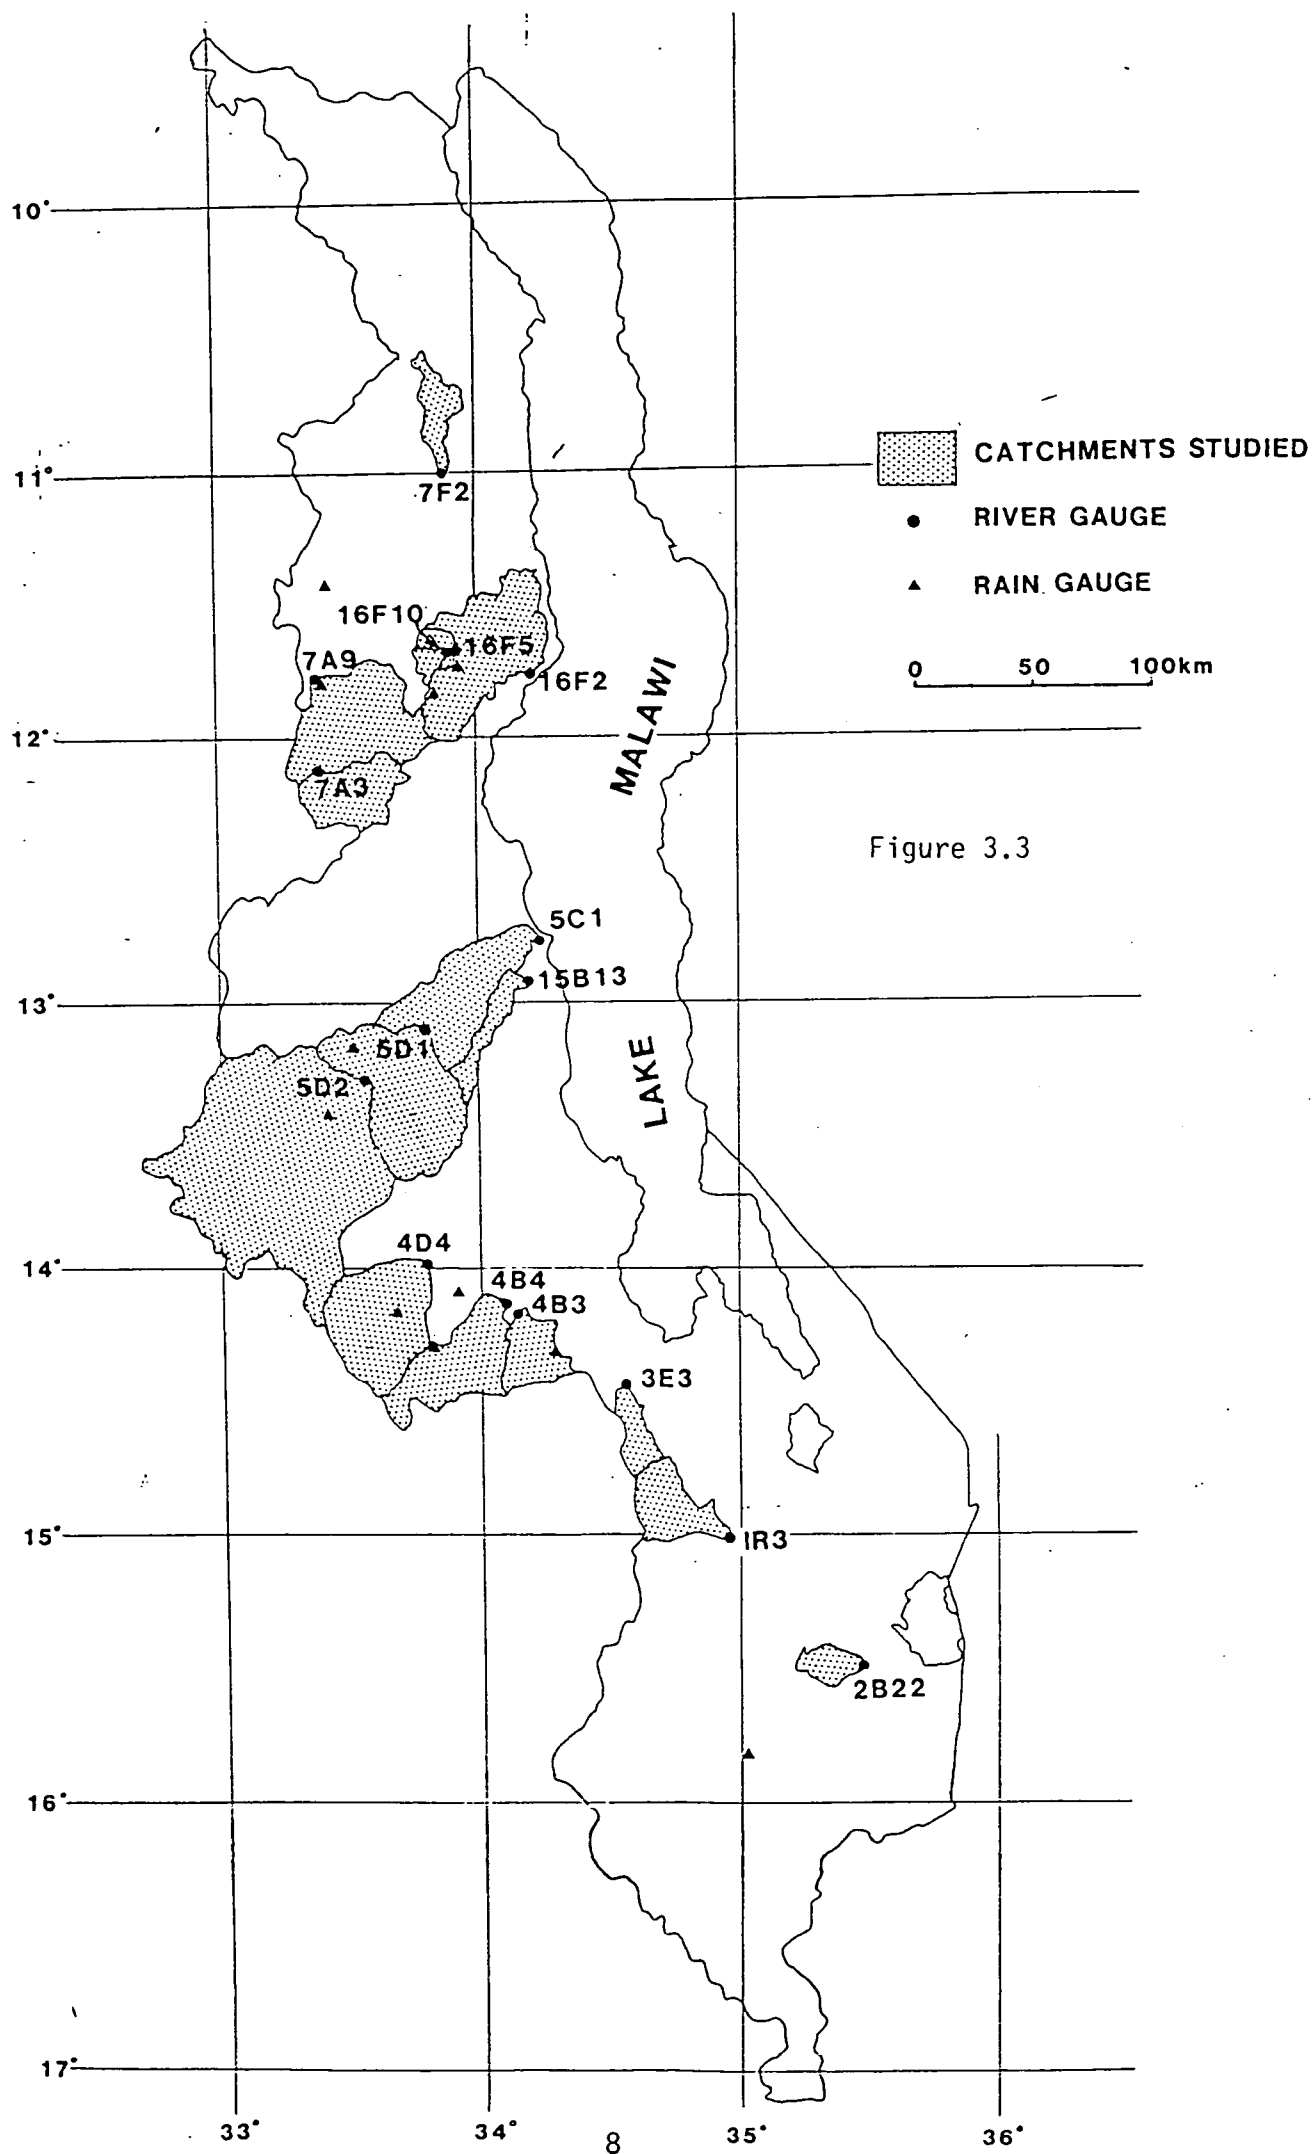 10°
11°
7F2
CATCHMENTS STUDIED
RIVER GAUGE
RAIN GAUGE
0 50 100km
16F10
16F5
7A9
16F2
12°
7A3
MALAWI
Figure 3.3
5C1
15B13
13°
5D1
5D2
LAKE
4D4
14°
4B4
4B3
3E3
15°
IR3
2B22
16°
17°
33° 34° 35° 36°
8